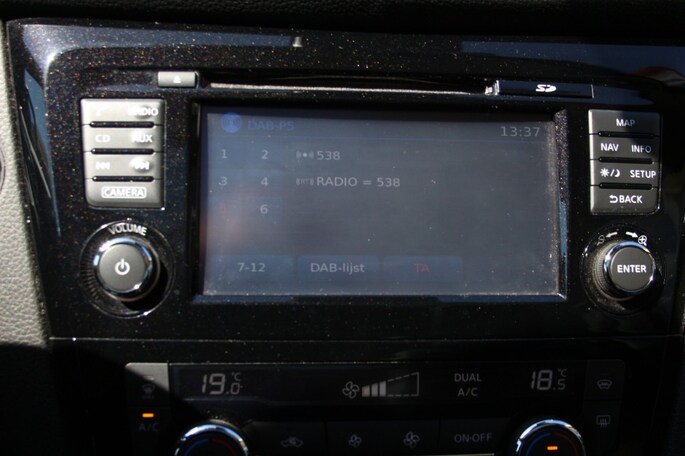 RADIO
CD AUX
CAMERA
VOLUME
DAB-P5 13:37
1 2 538
3 4 RADIO = 538
6
7-12 DAB-lijst TA
MAP
NAV INFO
SETUP
BACK
ENTER
19.0 °C
DUAL
A/C
18.5 °C
A/C
ON-OFF